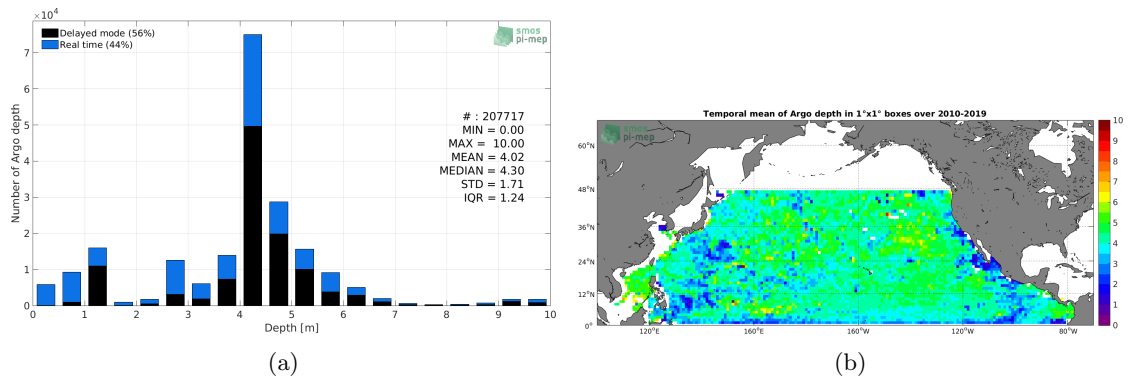 ×10⁴
Delayed mode (56%)
Real time (44%)
smos
pi-mep
# : 207717
MIN = 0.00
MAX = 10.00
MEAN = 4.02
MEDIAN = 4.30
STD = 1.71
IQR = 1.24
Number of Argo depth
7
6
5
4
3
2
1
0
0 1 2 3 4 5 6 7 8 9 10
Depth [m]
(a)
Temporal mean of Argo depth in 1°x1° boxes over 2010-2019
smos
pi-mep
60°N
48°N
36°N
24°N
12°N
0°
120°E 160°E 160°W 120°W 80°W
10
9
8
7
6
5
4
3
2
1
0
(b)